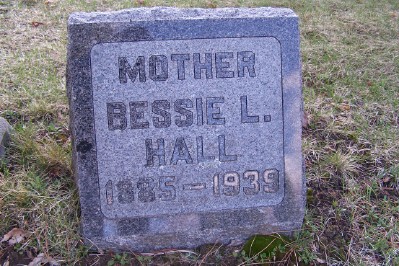 MOTHER
BESSIE L.
HALL
1885-1939